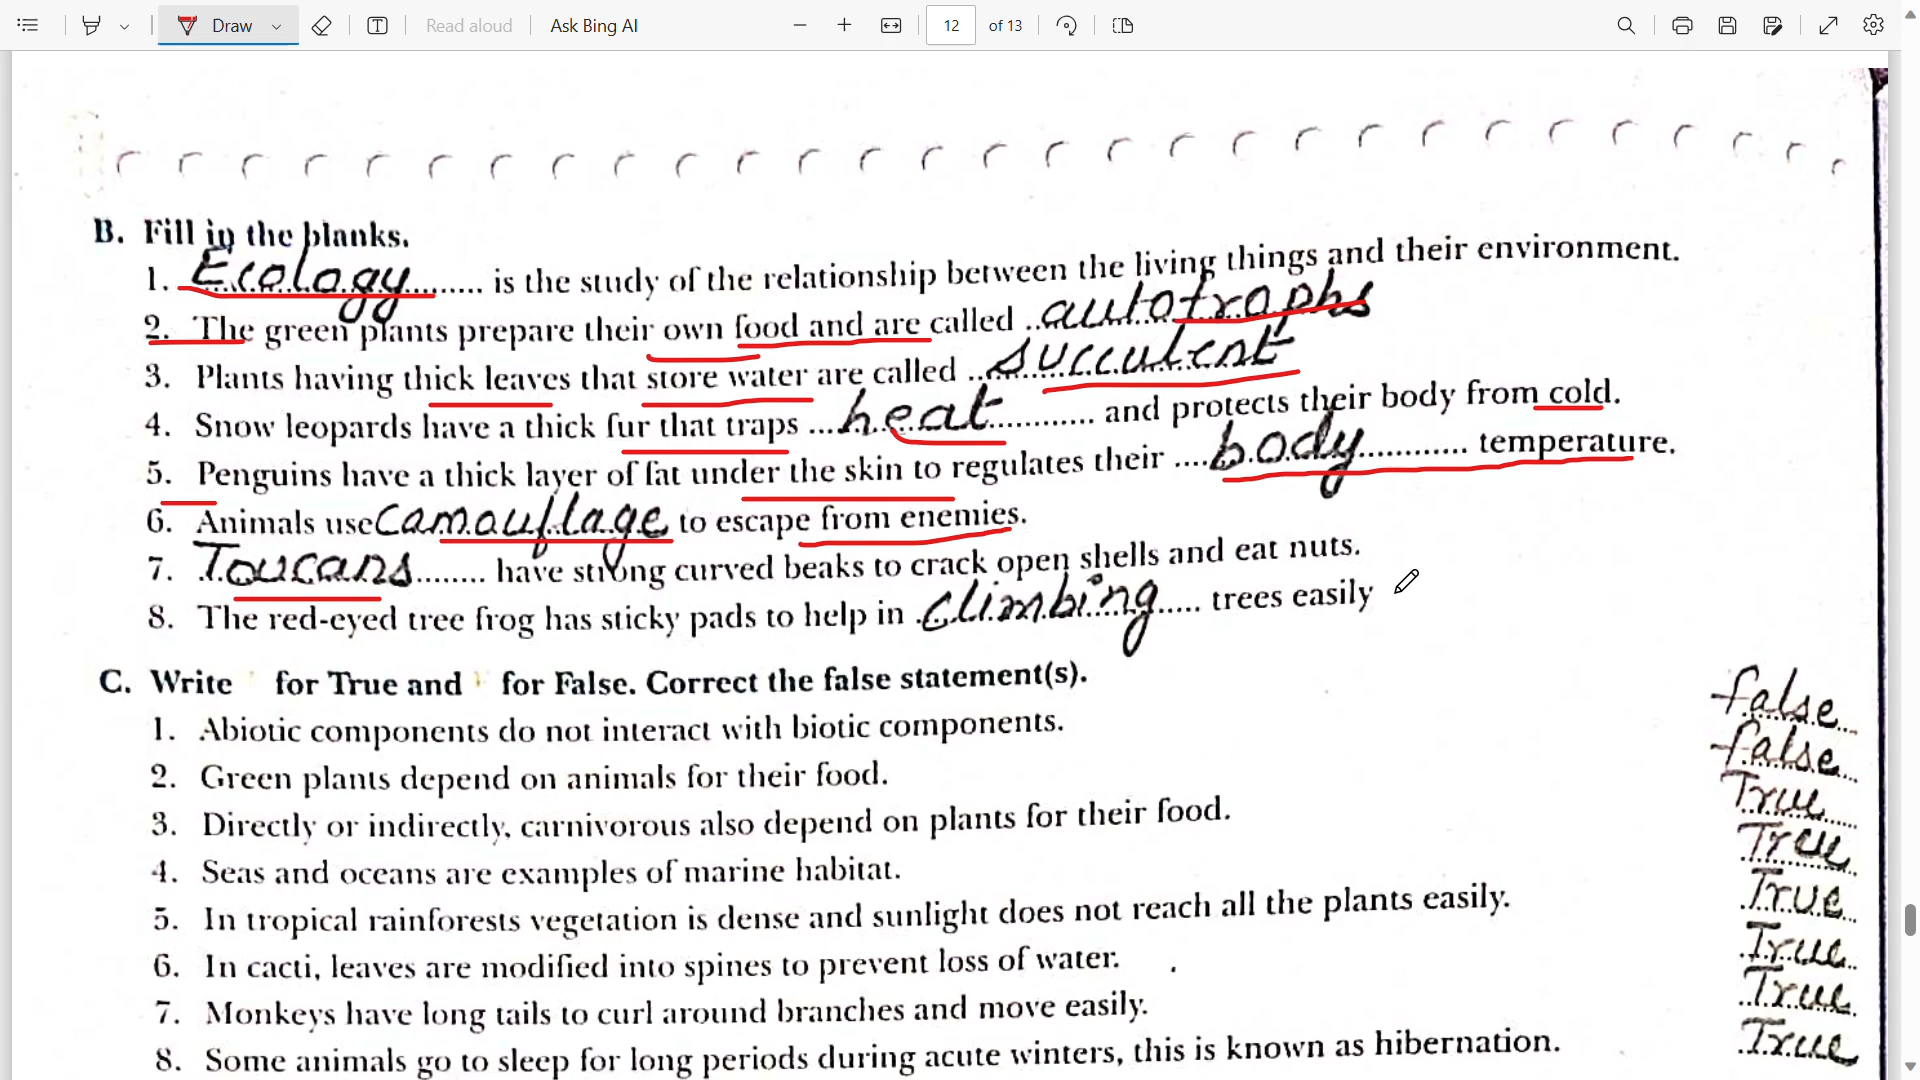 Draw
Read aloud
Ask Bing AI
12 of 13
B. Fill in the blanks.
1. Ecology ........ is the study of the relationship between the living things and their environment.
2. The green plants prepare their own food and are called ..autotrophs
3. Plants having thick leaves that store water are called ..succulent
4. Snow leopards have a thick fur that traps ...heat........... and protects their body from cold.
5. Penguins have a thick layer of fat under the skin to regulates their ....body............ temperature.
6. Animals use camouflage to escape from enemies.
7. Toucans........ have strong curved beaks to crack open shells and eat nuts.
8. The red-eyed tree frog has sticky pads to help in .climbing..... trees easily
C. Write for True and for False. Correct the false statement(s).
1. Abiotic components do not interact with biotic components. false
2. Green plants depend on animals for their food. false
3. Directly or indirectly, carnivorous also depend on plants for their food. True
4. Seas and oceans are examples of marine habitat. True
5. In tropical rainforests vegetation is dense and sunlight does not reach all the plants easily. True
6. In cacti, leaves are modified into spines to prevent loss of water. True
7. Monkeys have long tails to curl around branches and move easily. True
8. Some animals go to sleep for long periods during acute winters, this is known as hibernation. True